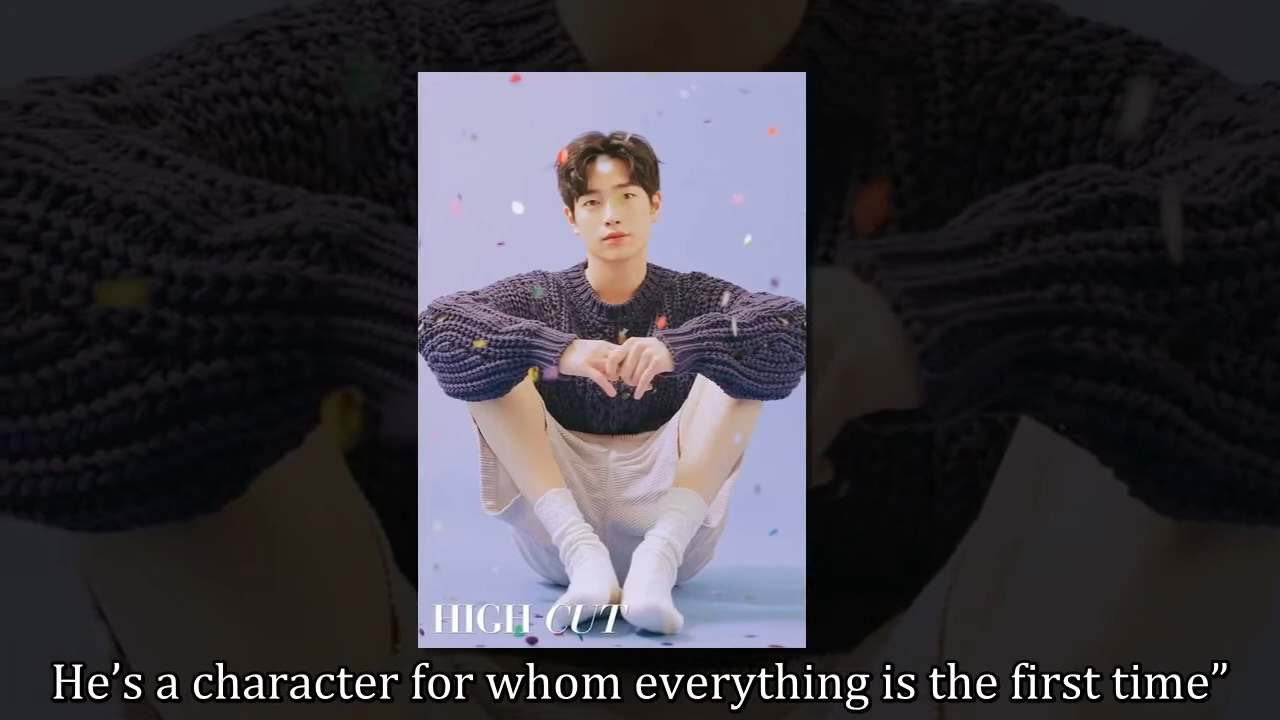 HIGH CUT
He’s a character for whom everything is the first time”